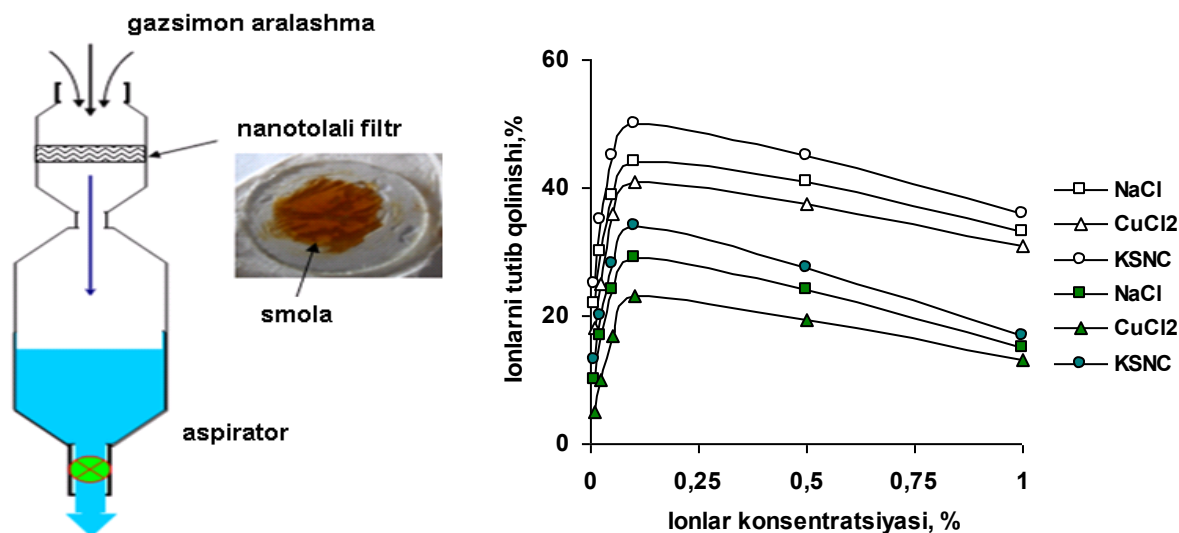 gazsimon aralashma
nanotolali filtr
smola
aspirator
Ionlarni tutib qolinishi,%
60
40
20
0
0
0,25
0,5
0,75
1
Ionlar konsentratsiyasi, %
NaCl
CuCl2
KSNC
NaCl
CuCl2
KSNC